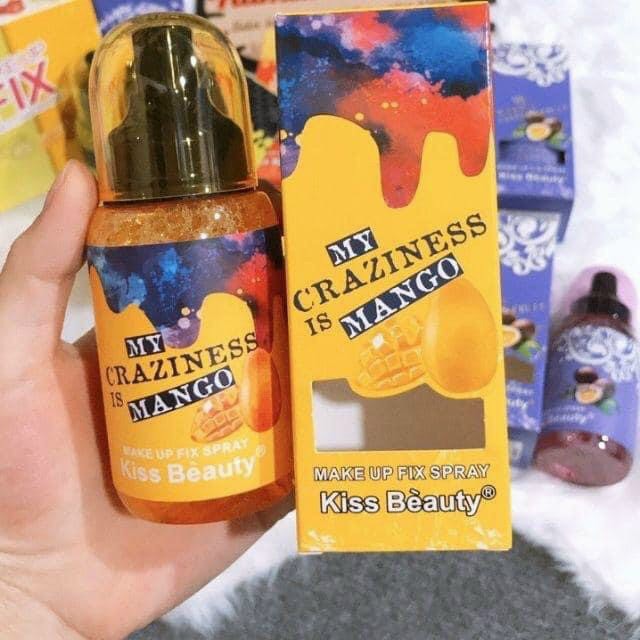 FIX
MY
CRAZINESS
IS MANGO
MAKE UP FIX SPRAY
Kiss Bèauty®
MY
CRAZINESS
IS MANGO
MAKE UP FIX SPRAY
Kiss Bèauty®
Kiss Beauty